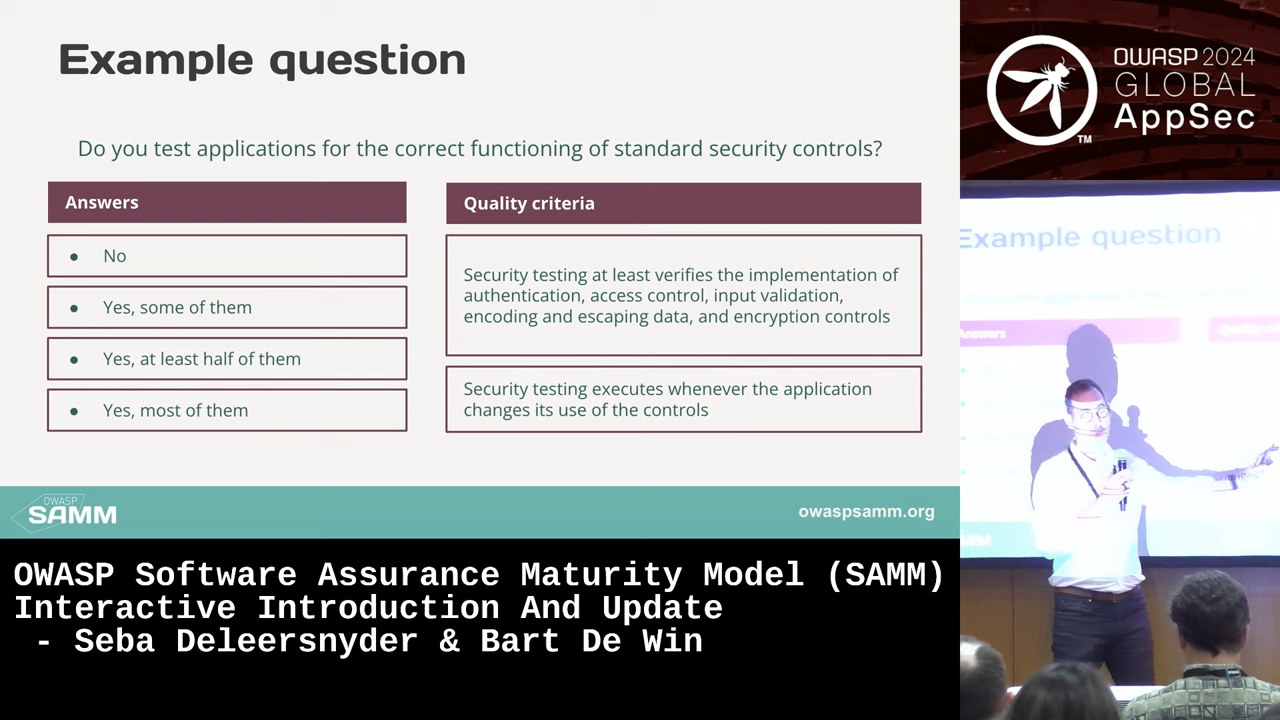 Example question
Do you test applications for the correct functioning of standard security controls?
Answers
• No
• Yes, some of them
• Yes, at least half of them
• Yes, most of them
Quality criteria
Security testing at least verifies the implementation of
authentication, access control, input validation,
encoding and escaping data, and encryption controls
Security testing executes whenever the application
changes its use of the controls
OWASP
SAMM
owaspsamm.org
OWASP Software Assurance Maturity Model (SAMM)
Interactive Introduction And Update
- Seba Deleersnyder & Bart De Win
OWASP 2024
GLOBAL
AppSec
TM
Example question
Answers